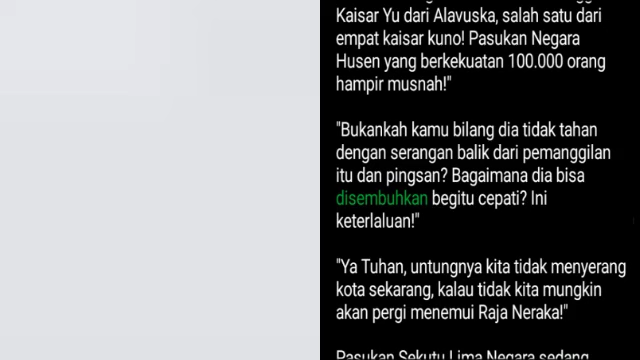 Kaisar Yu dari Alavuska, salah satu dari
empat kaisar kuno! Pasukan Negara
Husen yang berkekuatan 100.000 orang
hampir musnah!"
"Bukankah kamu bilang dia tidak tahan
dengan serangan balik dari pemanggilan
itu dan pingsan? Bagaimana dia bisa
disembuhkan begitu cepati? Ini
keterlaluan!"
"Ya Tuhan, untungnya kita tidak menyerang
kota sekarang, kalau tidak kita mungkin
akan pergi menemui Raja Neraka!"
Pasukan Sekutu Lima Negara sedang